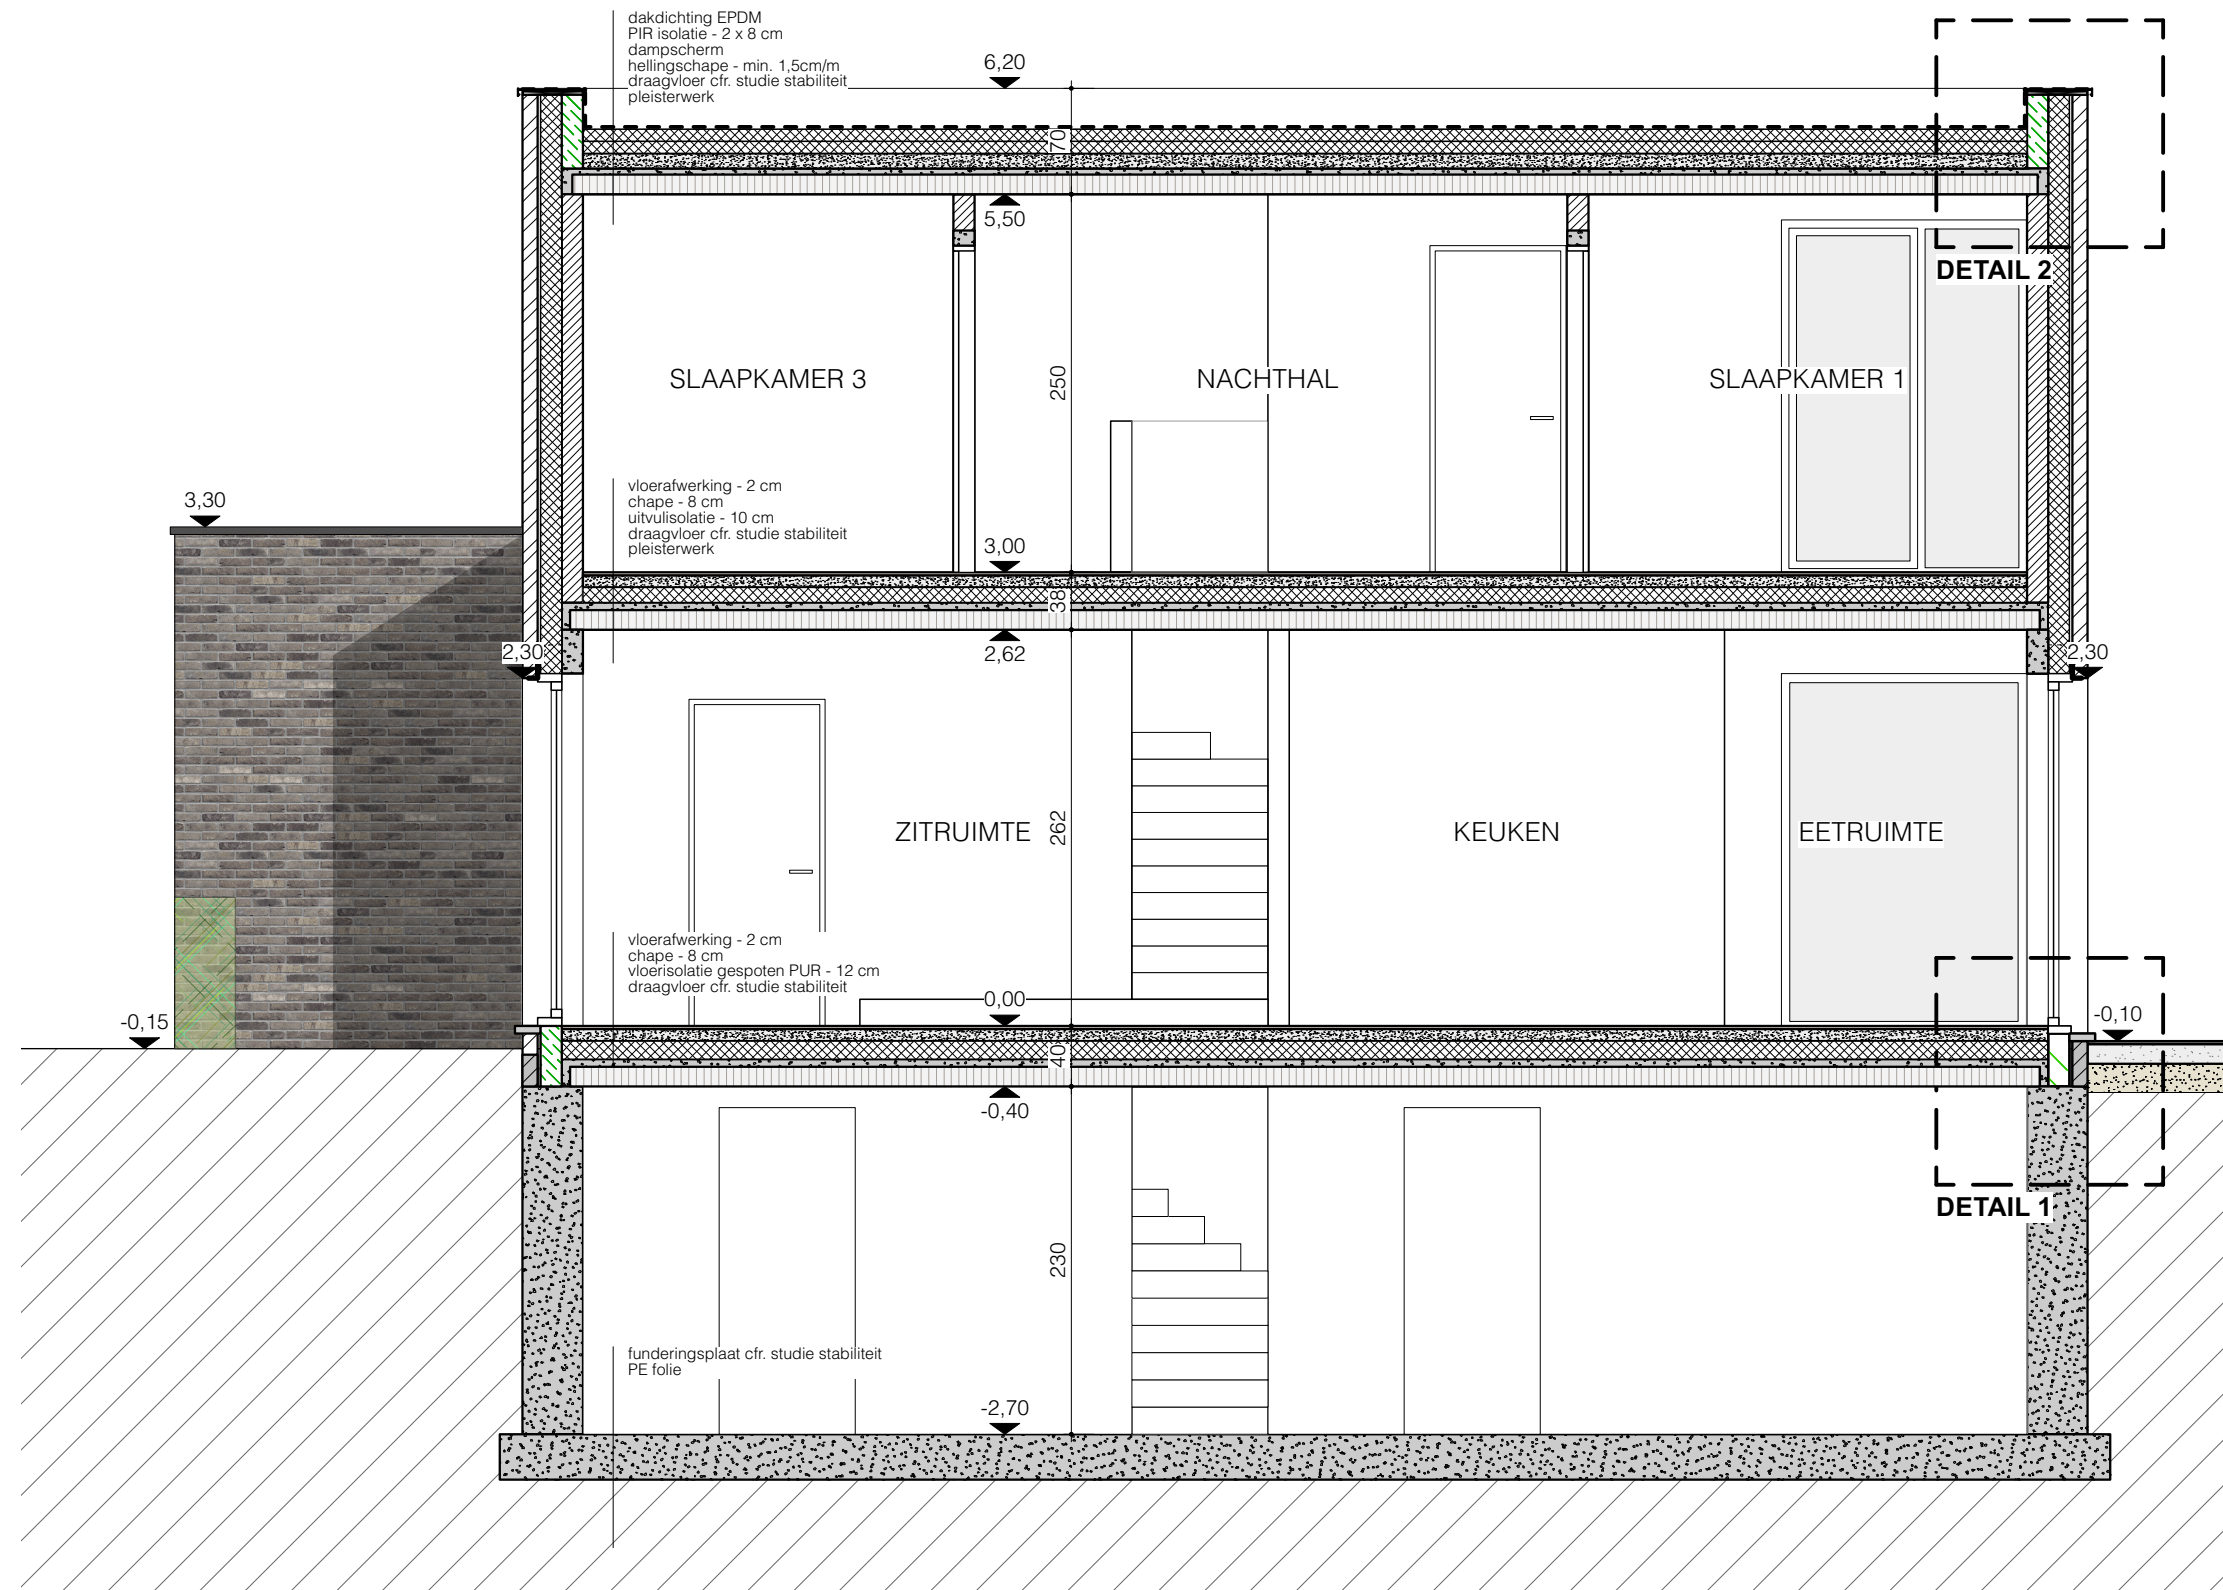 dakdichting EPDM
PIR isolatie - 2 x 8 cm
dampscherm
hellingschape - min. 1,5cm/m
draagvloer cfr. studie stabiliteit
pleisterwerk
6,20
70
5,50
DETAIL 2
250
SLAAPKAMER 3
NACHTHAL
SLAAPKAMER 1
vloerafwerking - 2 cm
chape - 8 cm
uitvulisolatie - 10 cm
draagvloer cfr. studie stabiliteit
pleisterwerk
3,30
3,00
38
2,30
2,62
2,30
ZITRUIMTE
262
KEUKEN
EETRUIMTE
vloerafwerking - 2 cm
chape - 8 cm
vloerisolatie gespoten PUR - 12 cm
draagvloer cfr. studie stabiliteit
0,00
-0,15
-0,10
40
-0,40
DETAIL 1
230
funderingsplaat cfr. studie stabiliteit
PE folie
-2,70